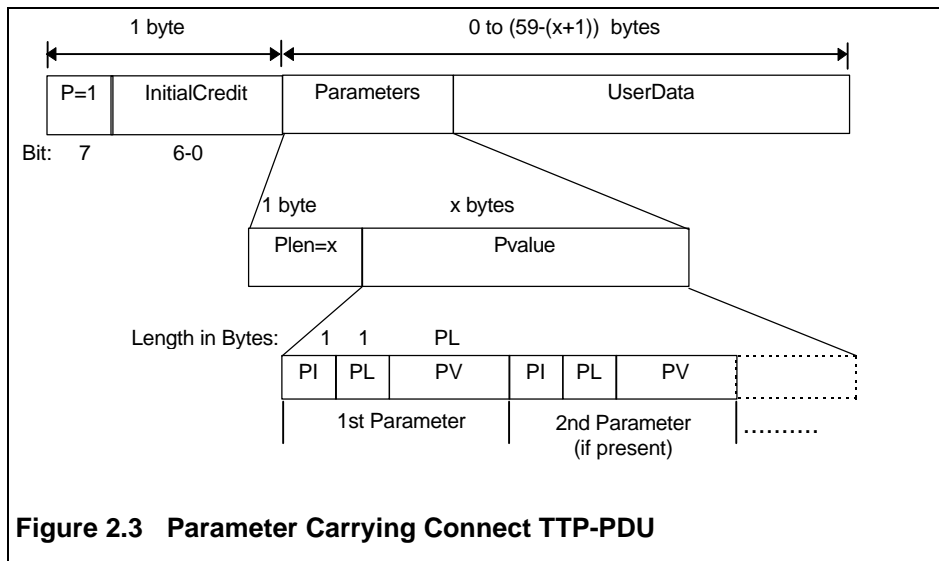 1 byte 0 to (59-(x+1)) bytes
P=1 InitialCredit Parameters UserData
Bit: 7 6-0
1 byte x bytes
Plen=x Pvalue
Length in Bytes: 1 1 PL
PI PL PV PI PL PV
1st Parameter 2nd Parameter ..........
(if present)
Figure 2.3 Parameter Carrying Connect TTP-PDU